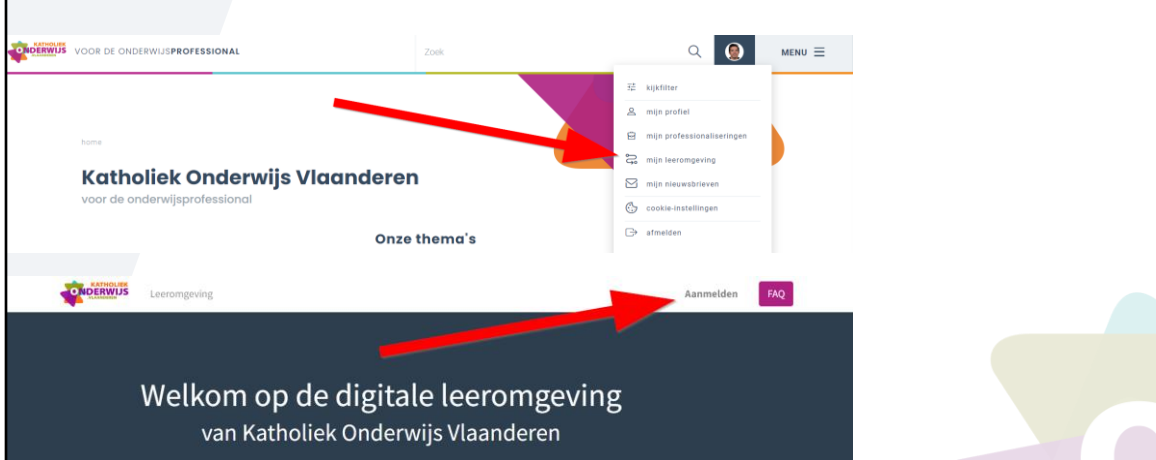 KATHOLIEK
ONDERWIJS
VLAANDEREN
VOOR DE ONDERWIJSPROFESSIONAL
Zoek
MENU
kijkfilter
mijn profiel
mijn professionaliseringen
mijn leeromgeving
mijn nieuwsbrieven
cookie-instellingen
afmelden
home
Katholiek Onderwijs Vlaanderen
voor de onderwijsprofessional
Onze thema's
KATHOLIEK
ONDERWIJS
VLAANDEREN
Leeromgeving
Aanmelden
FAQ
Welkom op de digitale leeromgeving
van Katholiek Onderwijs Vlaanderen